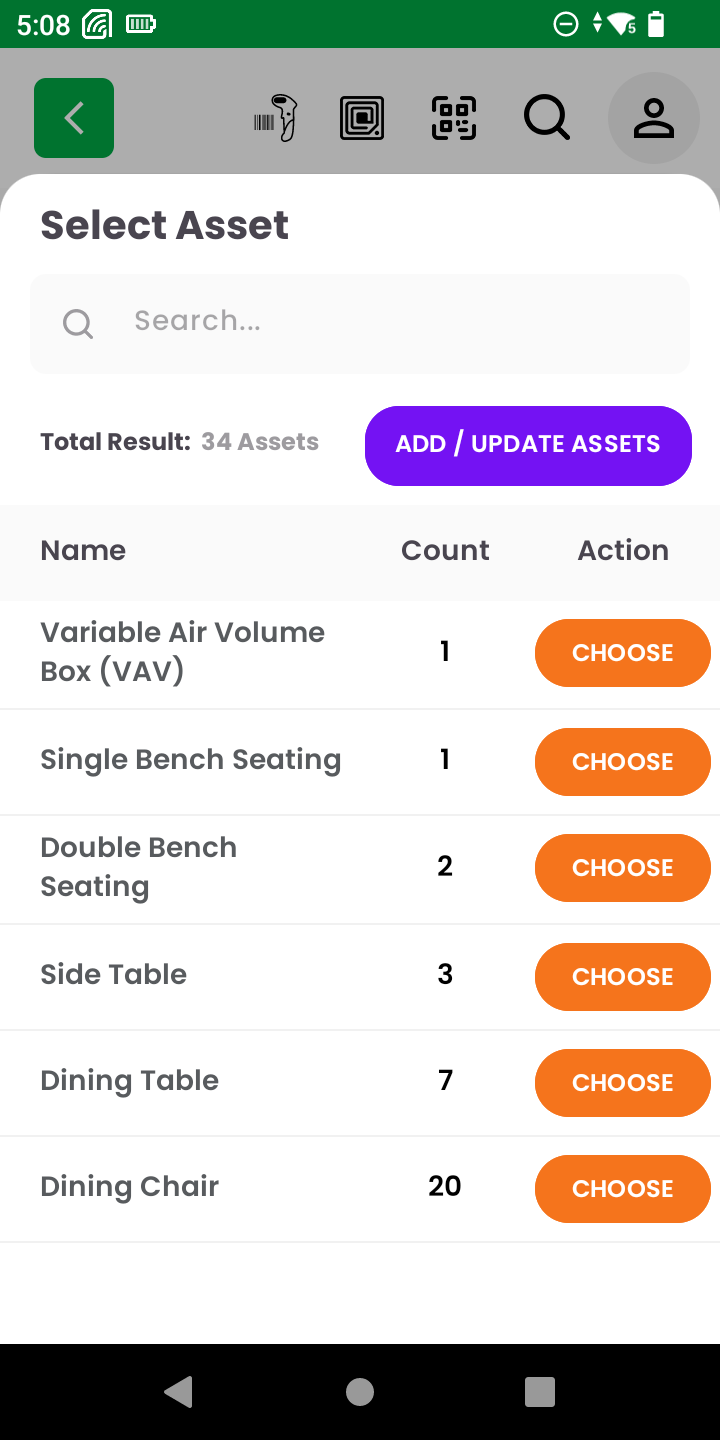 5:08
5
Select Asset
Search...
Total Result: 34 Assets
ADD / UPDATE ASSETS
Name Count Action
Variable Air Volume
Box (VAV)
1
CHOOSE
Single Bench Seating 1 CHOOSE
Double Bench
Seating
2
CHOOSE
Side Table 3 CHOOSE
Dining Table 7 CHOOSE
Dining Chair 20 CHOOSE